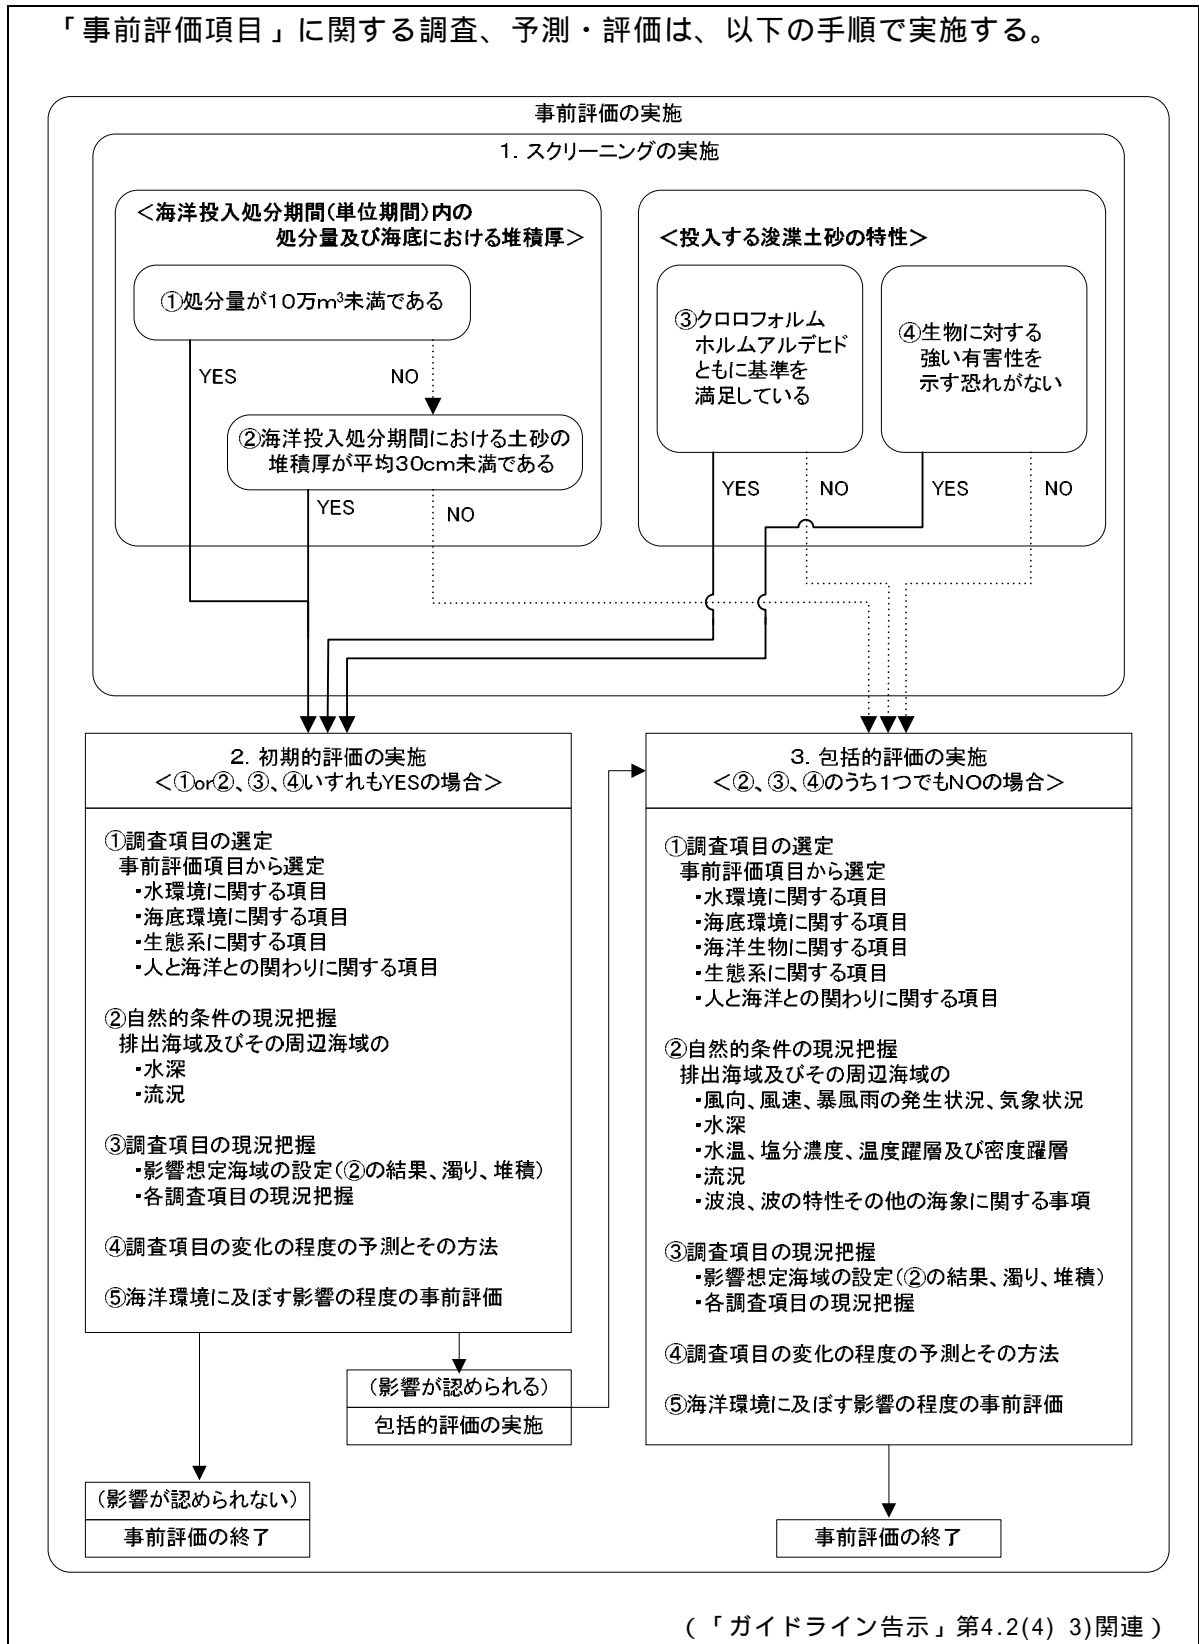 「事前評価項目」に関する調査、予測・評価は、以下の手順で実施する。
事前評価の実施
1. スクリーニングの実施
＜海洋投入処分期間(単位期間)内の
処分量及び海底における堆積厚＞
①処分量が10万m³未満である
YES
NO
②海洋投入処分期間における土砂の
堆積厚が平均30cm未満である
YES
NO
＜投入する浚渫土砂の特性＞
③クロロフォルム
ホルムアルデヒド
ともに基準を
満足している
YES
NO
④生物に対する
強い有害性を
示す恐れがない
YES
NO
2. 初期的評価の実施
＜①or②、③、④いすれもYESの場合＞
①調査項目の選定
事前評価項目から選定
・水環境に関する項目
・海底環境に関する項目
・生態系に関する項目
・人と海洋との関わりに関する項目
②自然的条件の現況把握
排出海域及びその周辺海域の
・水深
・流況
③調査項目の現況把握
・影響想定海域の設定(②の結果、濁り、堆積)
・各調査項目の現況把握
④調査項目の変化の程度の予測とその方法
⑤海洋環境に及ぼす影響の程度の事前評価
(影響が認められる)
包括的評価の実施
(影響が認められない)
事前評価の終了
3. 包括的評価の実施
＜②、③、④のうち1つでもNOの場合＞
①調査項目の選定
事前評価項目から選定
・水環境に関する項目
・海底環境に関する項目
・海洋生物に関する項目
・生態系に関する項目
・人と海洋との関わりに関する項目
②自然的条件の現況把握
排出海域及びその周辺海域の
・風向、風速、暴風雨の発生状況、気象状況
・水深
・水温、塩分濃度、温度躍層及び密度躍層
・流況
・波浪、波の特性その他の海象に関する事項
③調査項目の現況把握
・影響想定海域の設定(②の結果、濁り、堆積)
・各調査項目の現況把握
④調査項目の変化の程度の予測とその方法
⑤海洋環境に及ぼす影響の程度の事前評価
事前評価の終了
(「ガイドライン告示」第4.2(4) 3)関連)